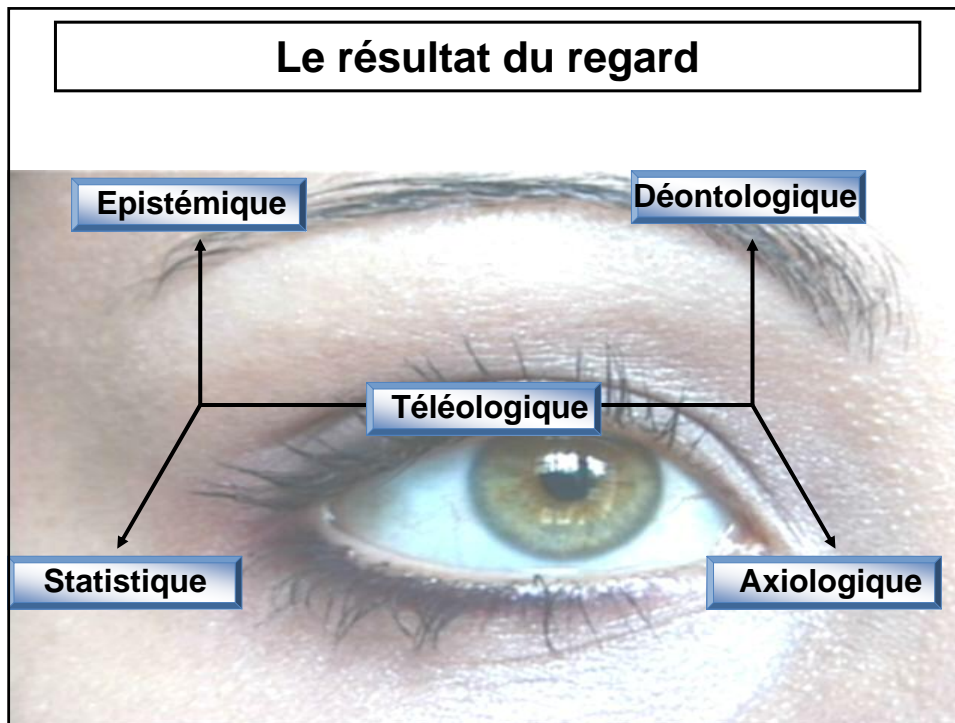 Le résultat du regard
Epistémique
Déontologique
Téléologique
Statistique
Axiologique